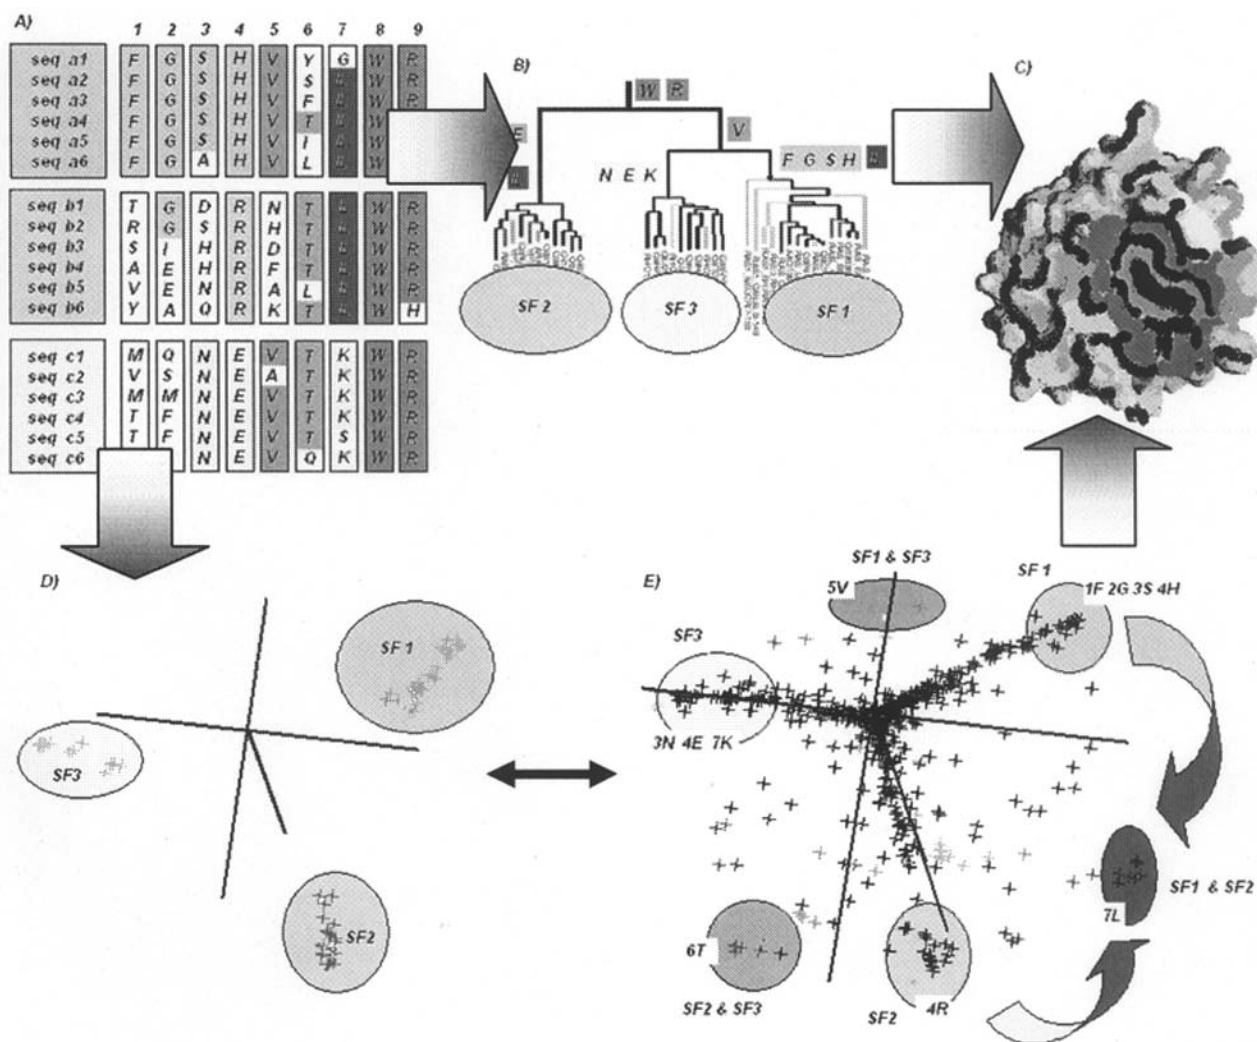 A)
1 2 3 4 5 6 7 8 9
seq a1 F G S H V Y G W R
seq a2 F G S H V S L W R
seq a3 F G S H V F L W R
seq a4 F G S H V T L W
seq a5 F G S H V I L W
seq a6 F G A H V L L W
seq b1 T G D R N T L W R
seq b2 R G S R H T L W R
seq b3 S I H R D T L W R
seq b4 A E H R F T L W R
seq b5 V E N R A L L W R
seq b6 Y A Q R K T L W H
seq c1 M Q N E V T K W R
seq c2 V S N E A T K W R
seq c3 M M N E V T K W R
seq c4 T F N E V T K W R
seq c5 T F N E V T S W R
seq c6 N E V Q K W R
B)
W R
V
F G S H L
N E K
SF 2
SF 3
SF 1
C)
D)
SF 1
SF3
SF2
E)
SF1 & SF3
5V
SF 1
1F 2G 3S 4H
SF3
3N 4E 7K
SF1 & SF2
7L
6T
SF2 & SF3
SF2
4R